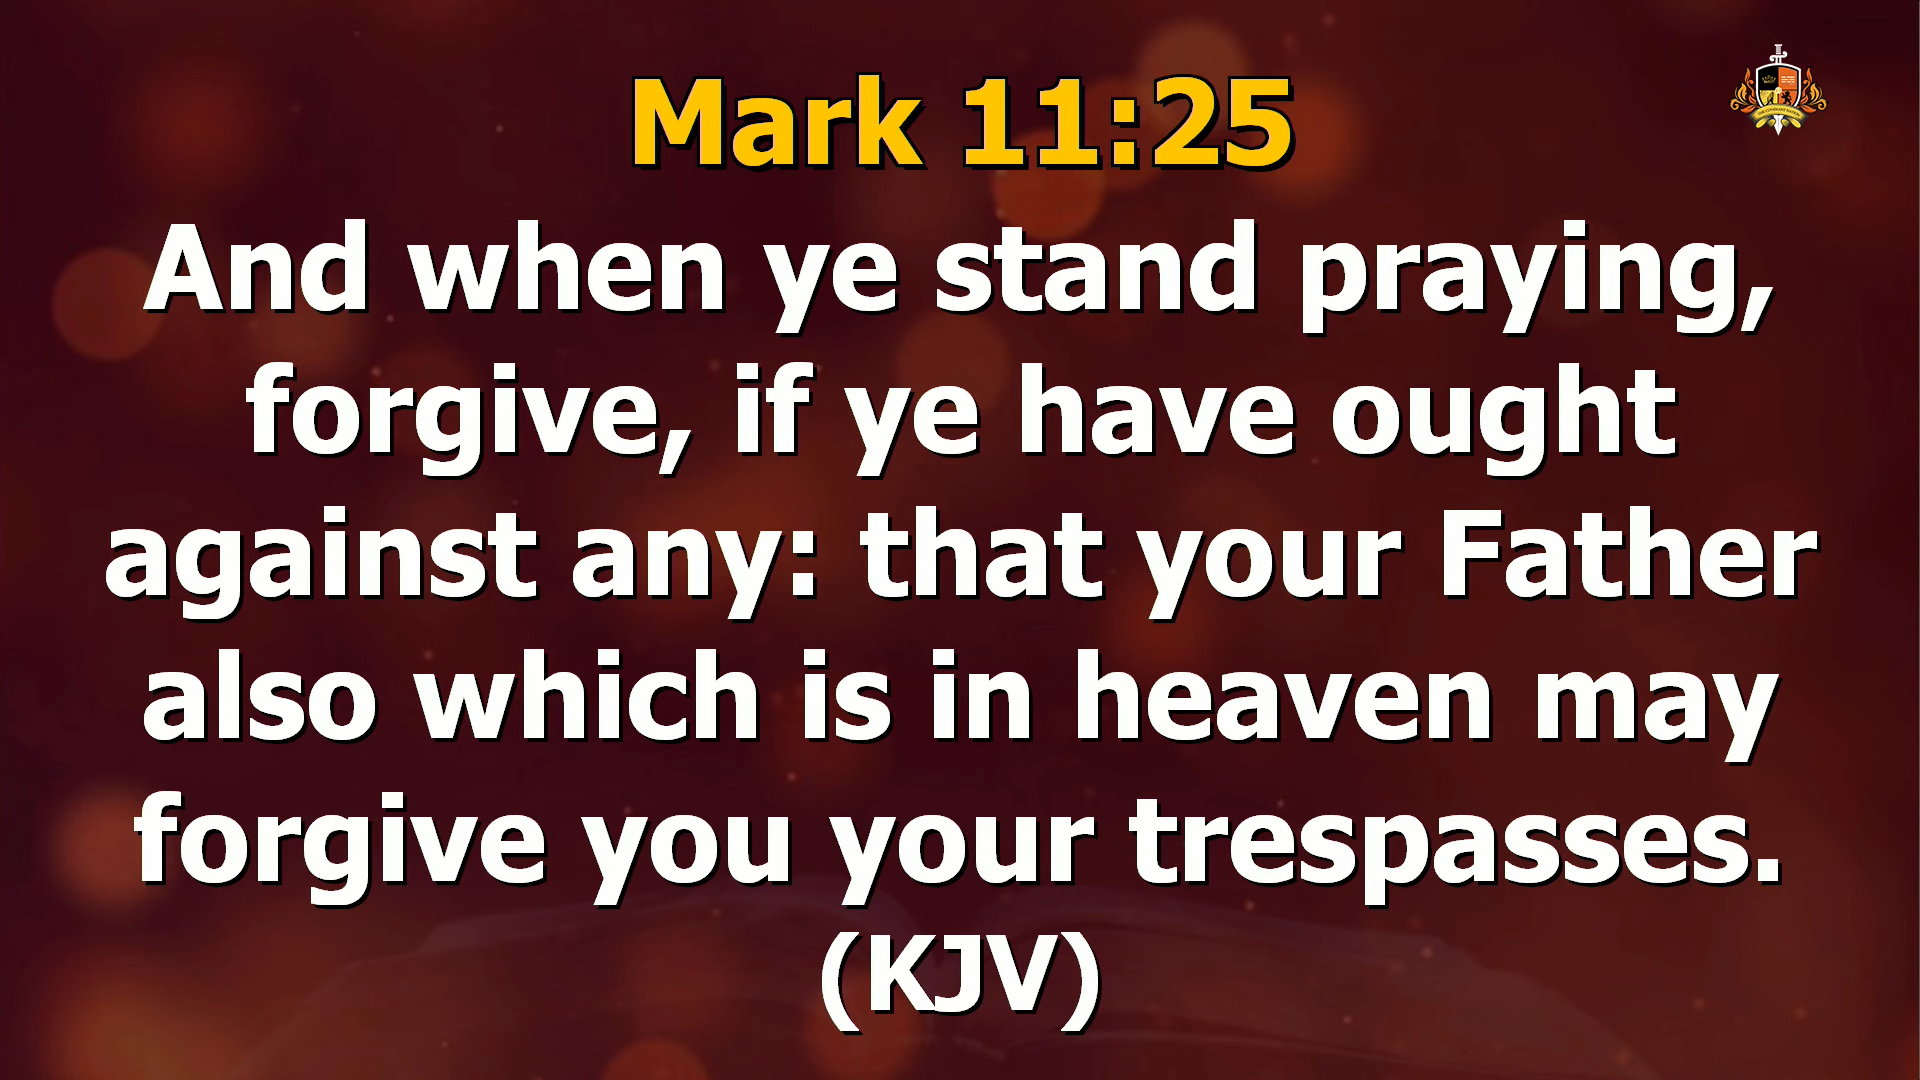 Mark 11:25
And when ye stand praying,
forgive, if ye have ought
against any: that your Father
also which is in heaven may
forgive you your trespasses.
(KJV)